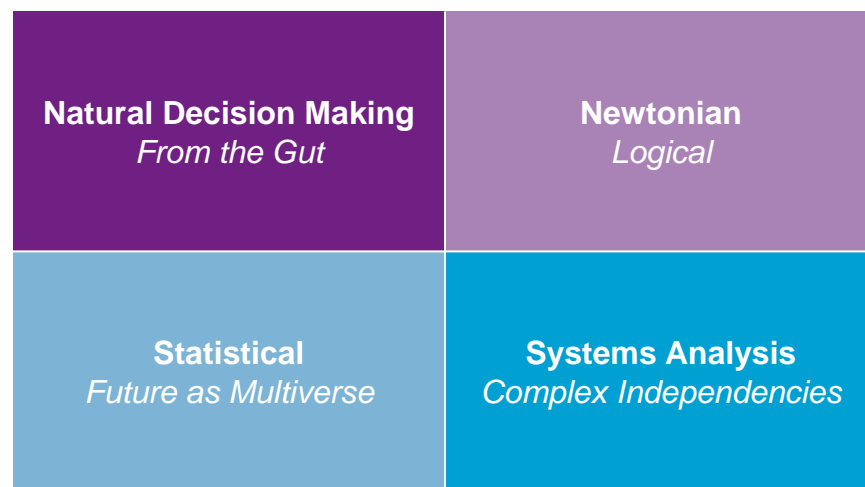 Natural Decision Making
From the Gut
Newtonian
Logical
Statistical
Future as Multiverse
Systems Analysis
Complex Independencies